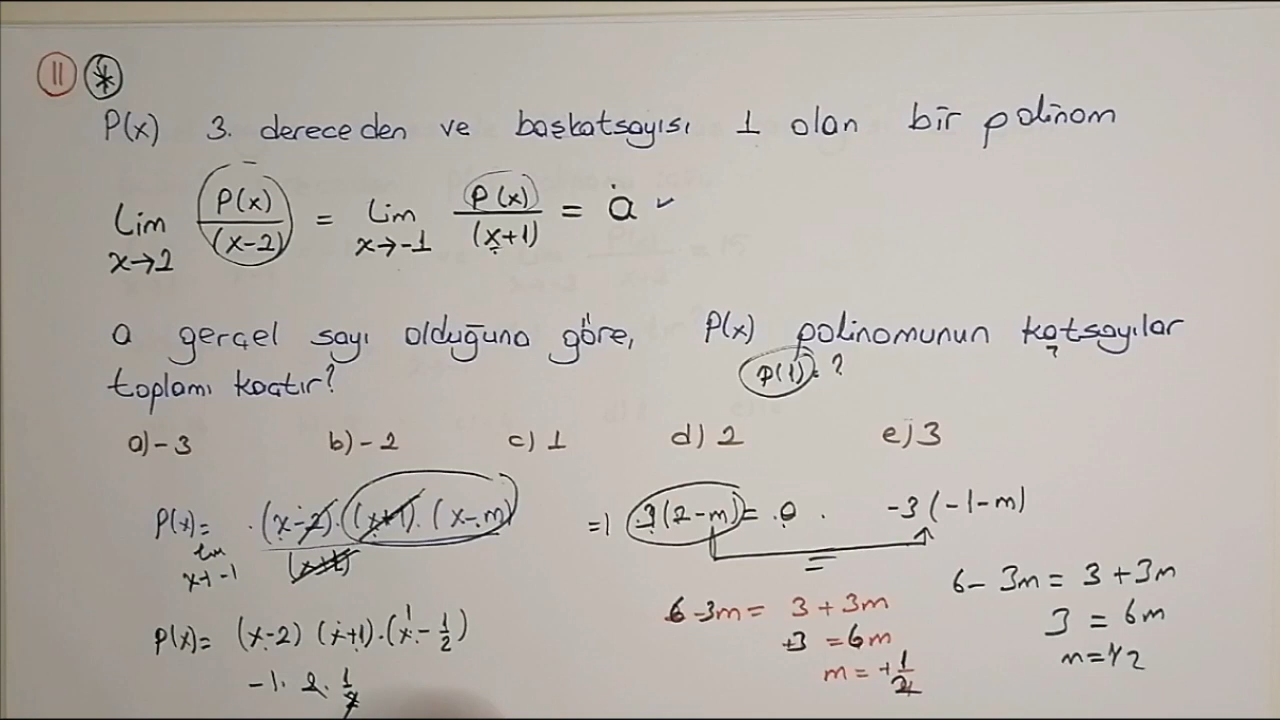 11 *
P(x) 3. dereceden ve başkatsayısı 1 olan bir polinom
lim x→2 P(x)/(x-2) = lim x→-1 P(x)/(x+1) = a ✓
a gerçel sayı olduğuna göre, P(x) polinomunun katsayılar
toplamı kaçtır? P(1) = ?
a) -3 b) -2 c) 1 d) 2 e) 3
P(x) = (x-2).(x+1).(x-m) =1 3(2-m) = a . -3(-1-m)
lim x→-1 (x+1)
6-3m = 3+3m
3 = 6m
m = 1/2
6-3m = 3+3m
+3 = 6m
m = +1/2
P(x) = (x-2)(x+1).(x-1/2)
-1. 2. 1/2